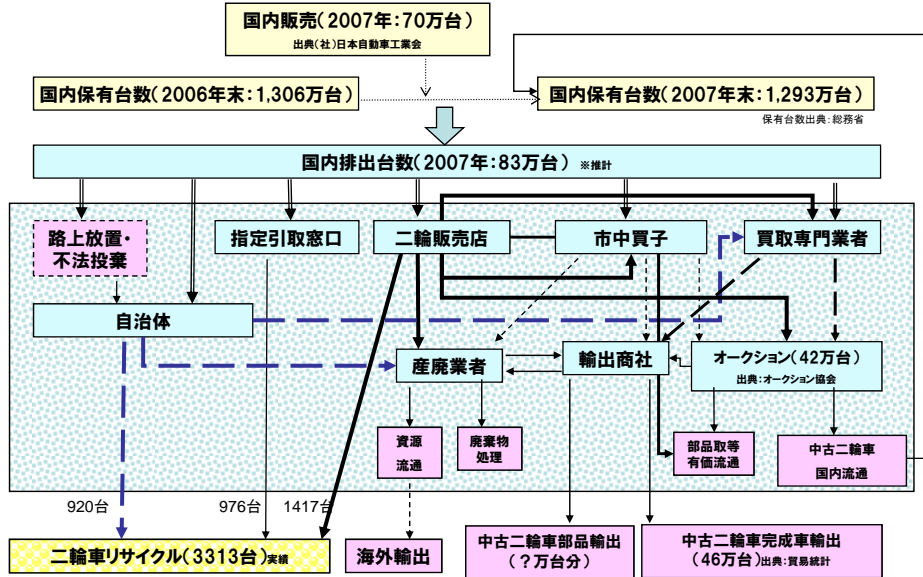 国内販売(2007年:70万台)
出典(社)日本自動車工業会
国内保有台数(2006年末:1,306万台)
国内保有台数(2007年末:1,293万台)
保有台数出典:総務省
国内排出台数(2007年:83万台) ※推計
路上放置・
不法投棄
指定引取窓口
二輪販売店
市中買子
買取専門業者
自治体
産廃業者
輸出商社
オークション(42万台)
出典:オークション協会
資源
流通
廃棄物
処理
部品取等
有価流通
中古二輪車
国内流通
920台
976台
1417台
二輪車リサイクル(3313台)実績
海外輸出
中古二輪車部品輸出
(?万台分)
中古二輪車完成車輸出
(46万台)出典:貿易統計